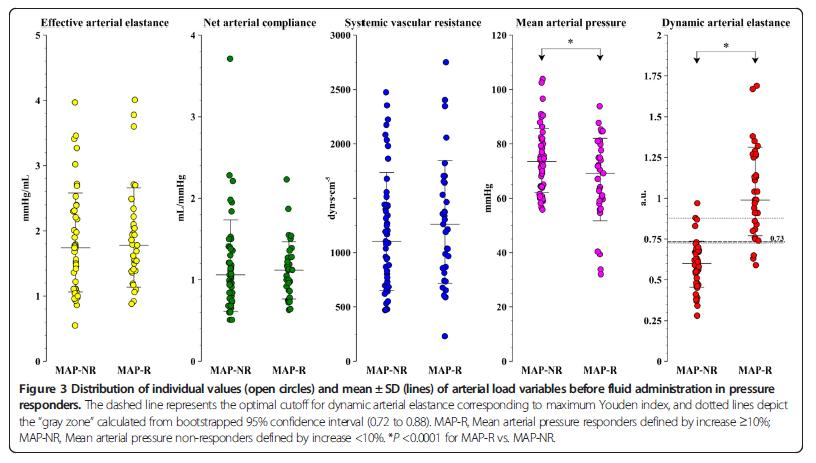 Effective arterial elastance
Net arterial compliance
Systemic vascular resistance
Mean arterial pressure
Dynamic arterial elastance
mmHg/mL
5
4
3
2
1
0
MAP-NR MAP-R
mL/mmHg
4
3
2
1
0
MAP-NR MAP-R
dyn·s·cm-5
3000
2500
2000
1000
500
0
MAP-NR MAP-R
mmHg
120
100
80
60
40
20
0
*
MAP-NR MAP-R
a.u.
2
1.75
1.5
1.25
1
0.75
0.5
0.25
0
*
0.73
MAP-NR MAP-R
Figure 3 Distribution of individual values (open circles) and mean ± SD (lines) of arterial load variables before fluid administration in pressure
responders. The dashed line represents the optimal cutoff for dynamic arterial elastance corresponding to maximum Youden index, and dotted lines depict
the "gray zone" calculated from bootstrapped 95% confidence interval (0.72 to 0.88). MAP-R, Mean arterial pressure responders defined by increase ≥10%;
MAP-NR, Mean arterial pressure non-responders defined by increase <10%. *P <0.0001 for MAP-R vs. MAP-NR.